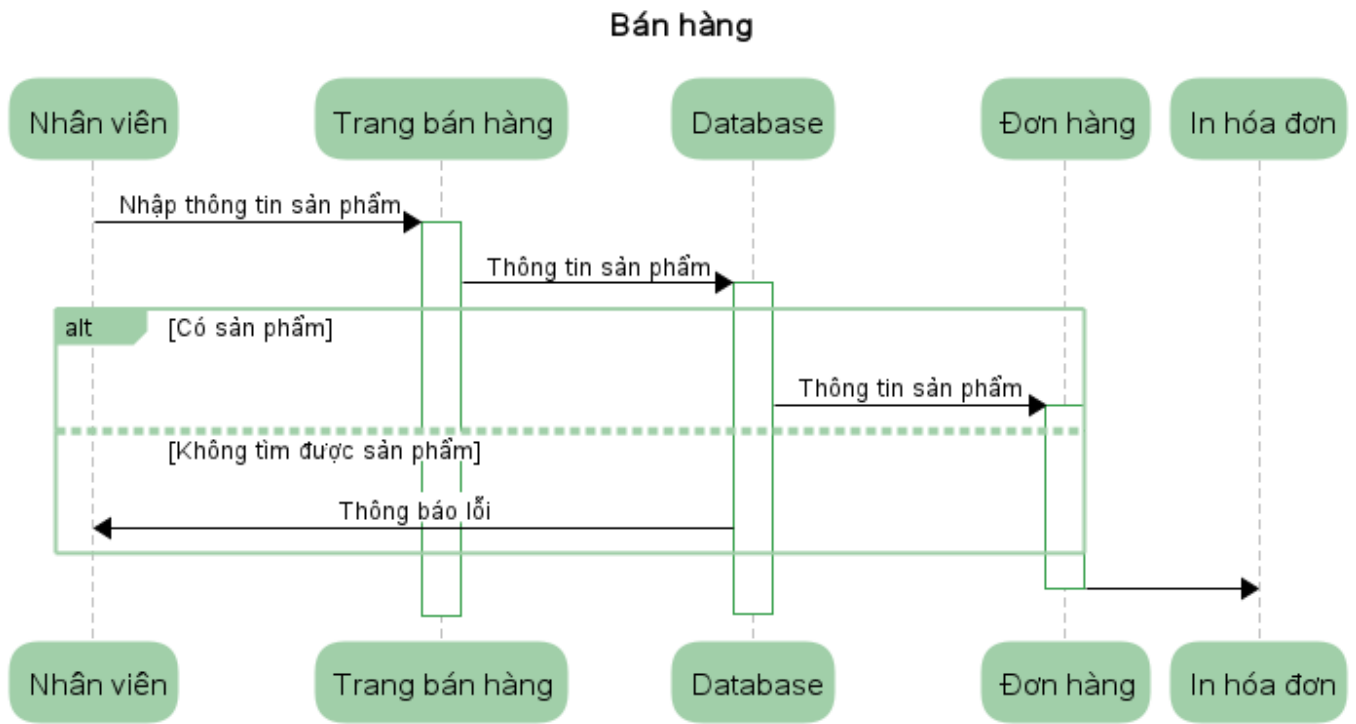 Bán hàng
Nhân viên
Trang bán hàng
Database
Đơn hàng
In hóa đơn
Nhập thông tin sản phẩm
Thông tin sản phẩm
alt
[Có sản phẩm]
Thông tin sản phẩm
[Không tìm được sản phẩm]
Thông báo lỗi
Nhân viên
Trang bán hàng
Database
Đơn hàng
In hóa đơn